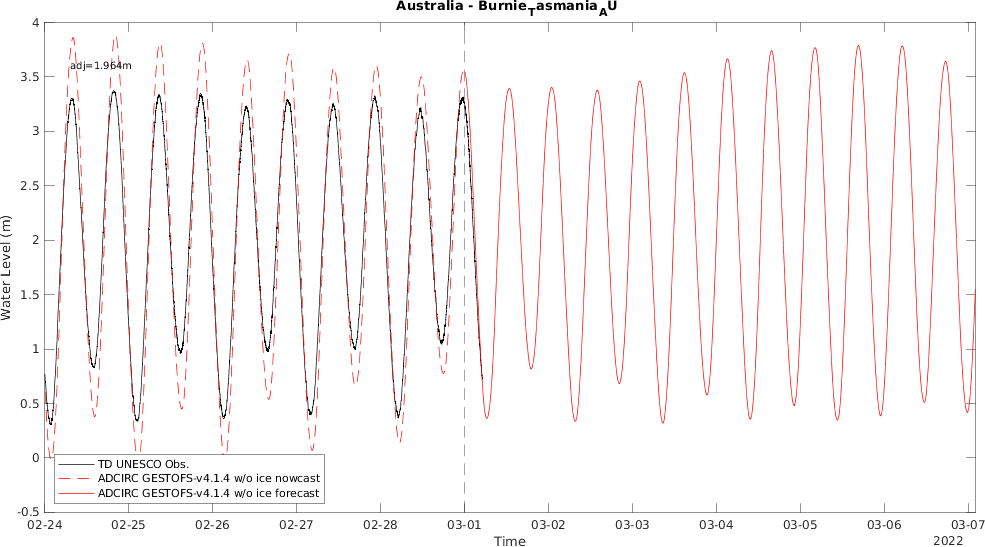 Australia - Burnie_Tasmania_AU
adj=1.964m
4
3.5
3
2.5
2
1.5
1
0.5
0
-0.5
Water Level (m)
TD UNESCO Obs.
ADCIRC GESTOFS-v4.1.4 w/o ice nowcast
ADCIRC GESTOFS-v4.1.4 w/o ice forecast
02-24 02-25 02-26 02-27 02-28 03-01 03-02 03-03 03-04 03-05 03-06 03-07
Time
2022